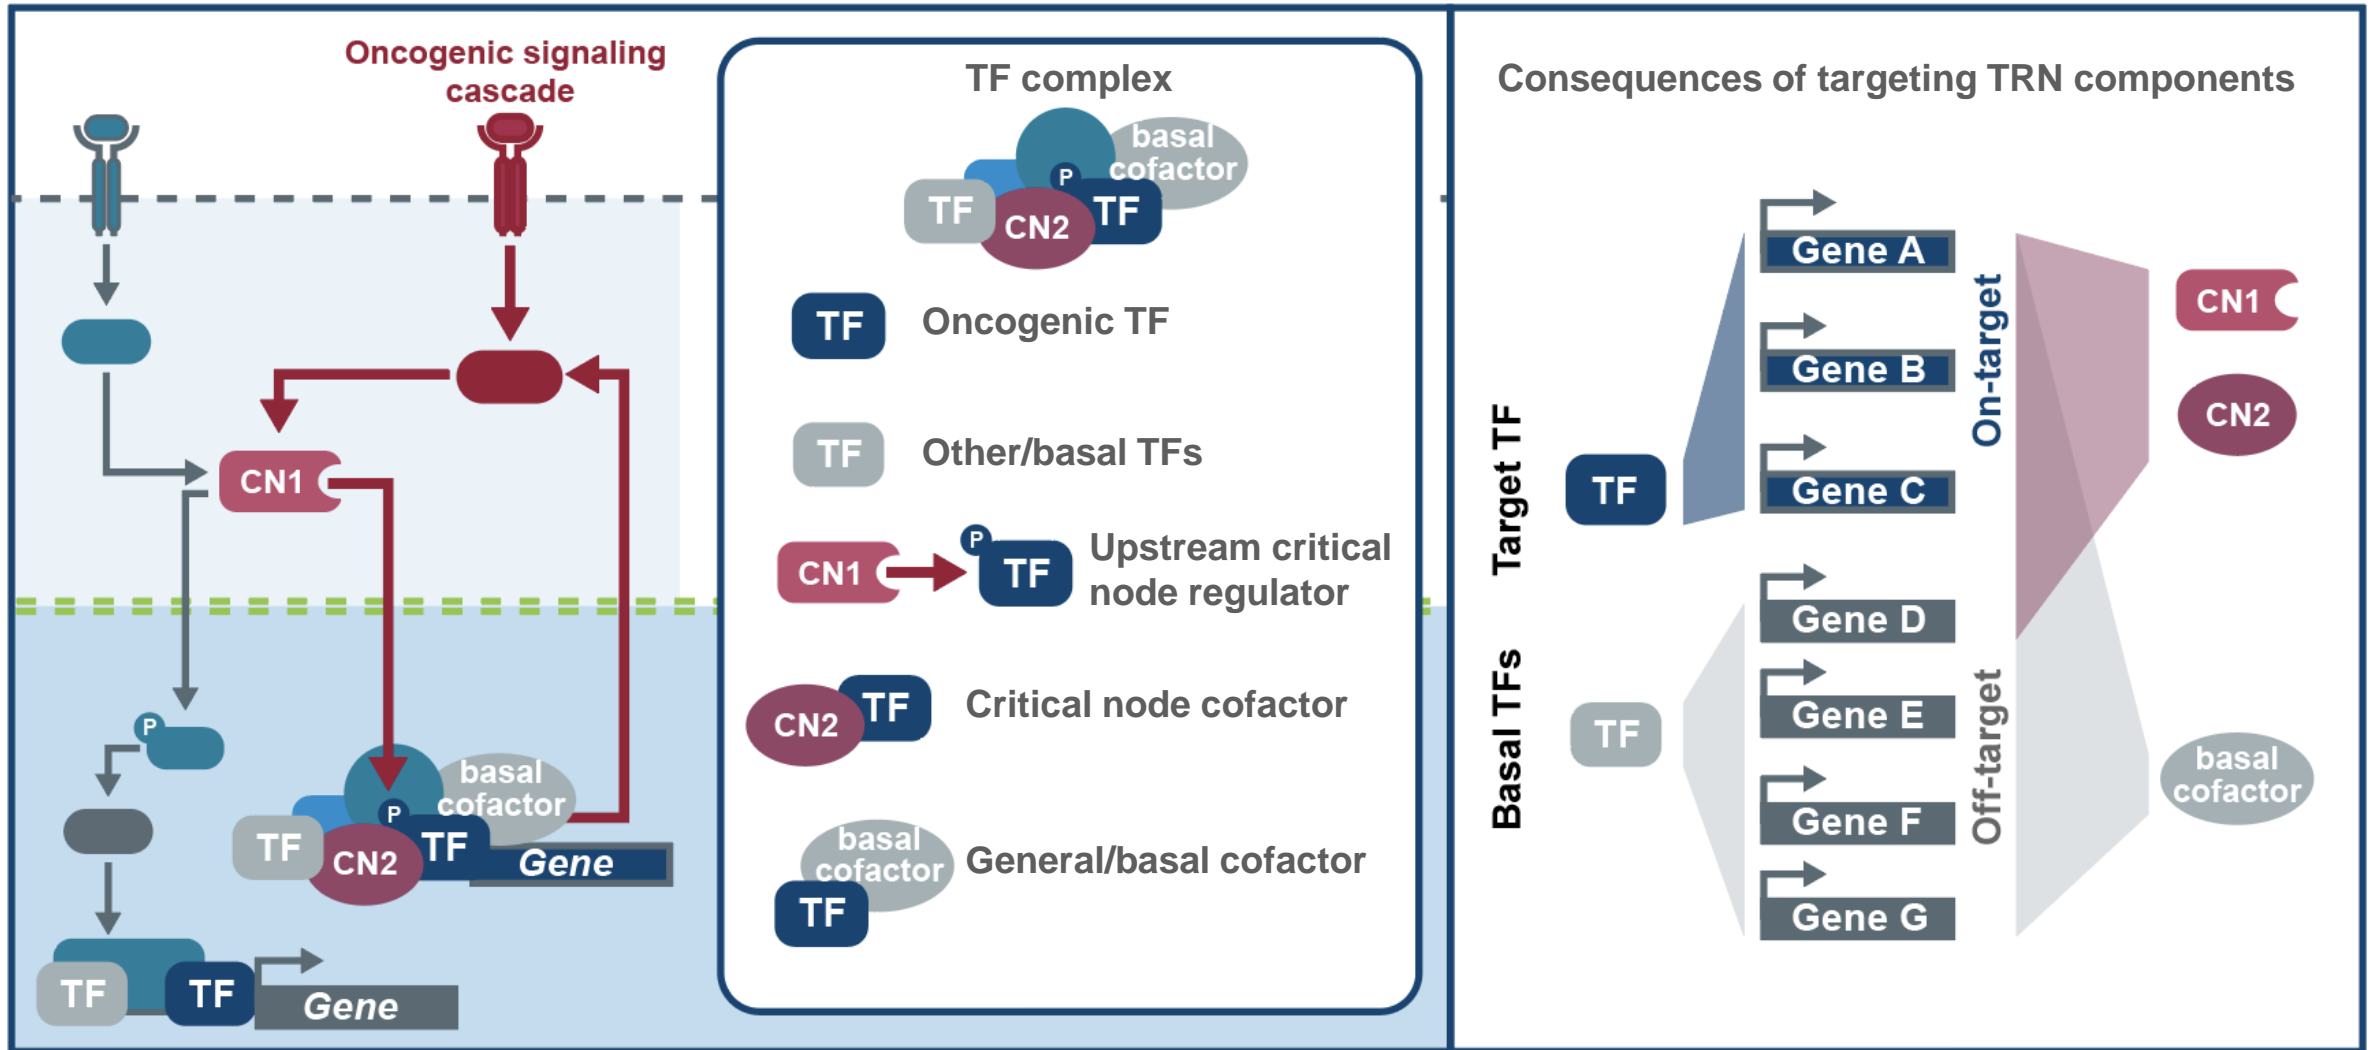 Oncogenic signaling
cascade
CN1
P
basal
cofactor
P
TF
CN2
TF
Gene
TF
TF
Gene
TF complex
basal
cofactor
P
TF
CN2
TF
TF
Oncogenic TF
TF
Other/basal TFs
CN1
P
TF
Upstream critical
node regulator
CN2
TF
Critical node cofactor
basal
cofactor
TF
General/basal cofactor
Consequences of targeting TRN components
Target TF
TF
Basal TFs
TF
Gene A
Gene B
Gene C
Gene D
Gene E
Gene F
Gene G
On-target
Off-target
CN1
CN2
basal
cofactor